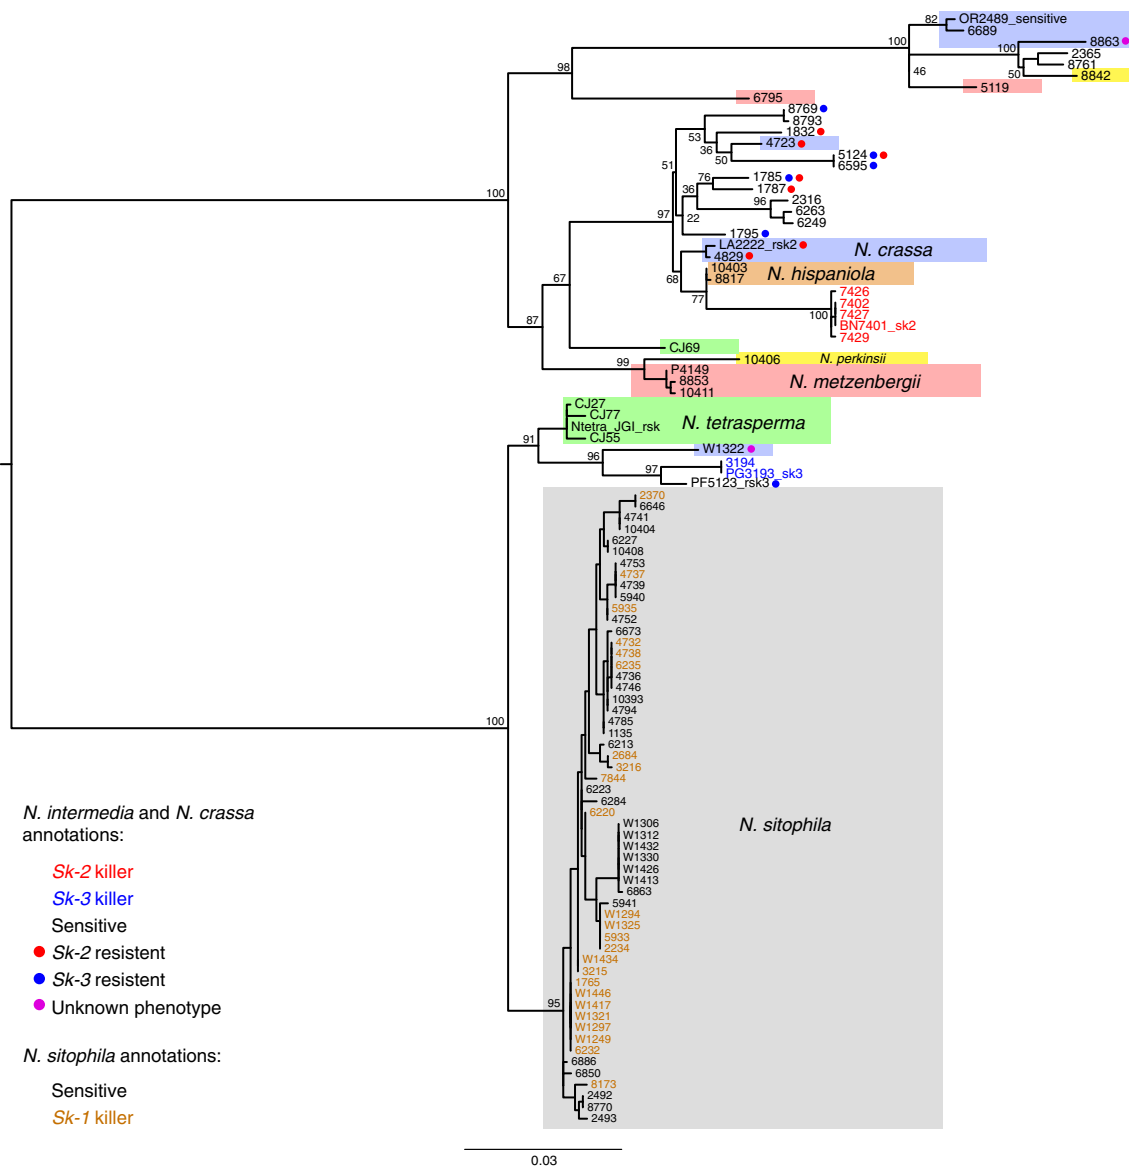 82
OR2489_sensitive
6689
100
8863
100
2365
8761
46
50
8842
5119
98
6795
8769
8793
53
1832
36
4723
50
5124
6595
51
76
1785
36
1787
96
2316
6263
22
6249
97
1795
100
LA2222_rsk2
4829
N. crassa
68
10403
8817
N. hispaniola
77
7426
7402
100
7427
BN7401_sk2
7429
67
87
CJ69
99
10406
N. perkinsii
P4149
8853
10411
N. metzenbergii
CJ27
CJ77
Ntetra_JGI_rsk
CJ55
N. tetrasperma
91
W1322
96
3194
97
PG3193_sk3
PF5123_rsk3
2370
6646
4741
10404
6227
10408
4753
4737
4739
5940
5935
4752
6673
4732
4738
6235
4736
4746
10393
4794
4785
1135
100
6213
2684
3216
7844
6223
6284
6220
W1306
W1312
W1432
W1330
W1426
W1413
6863
N. sitophila
5941
W1294
W1325
5933
2234
W1434
3215
1765
W1446
95
W1417
W1321
W1297
W1249
6232
6886
6850
8173
2492
8770
2493
N. intermedia and N. crassa
annotations:
Sk-2 killer
Sk-3 killer
Sensitive
Sk-2 resistent
Sk-3 resistent
Unknown phenotype
N. sitophila annotations:
Sensitive
Sk-1 killer
0.03